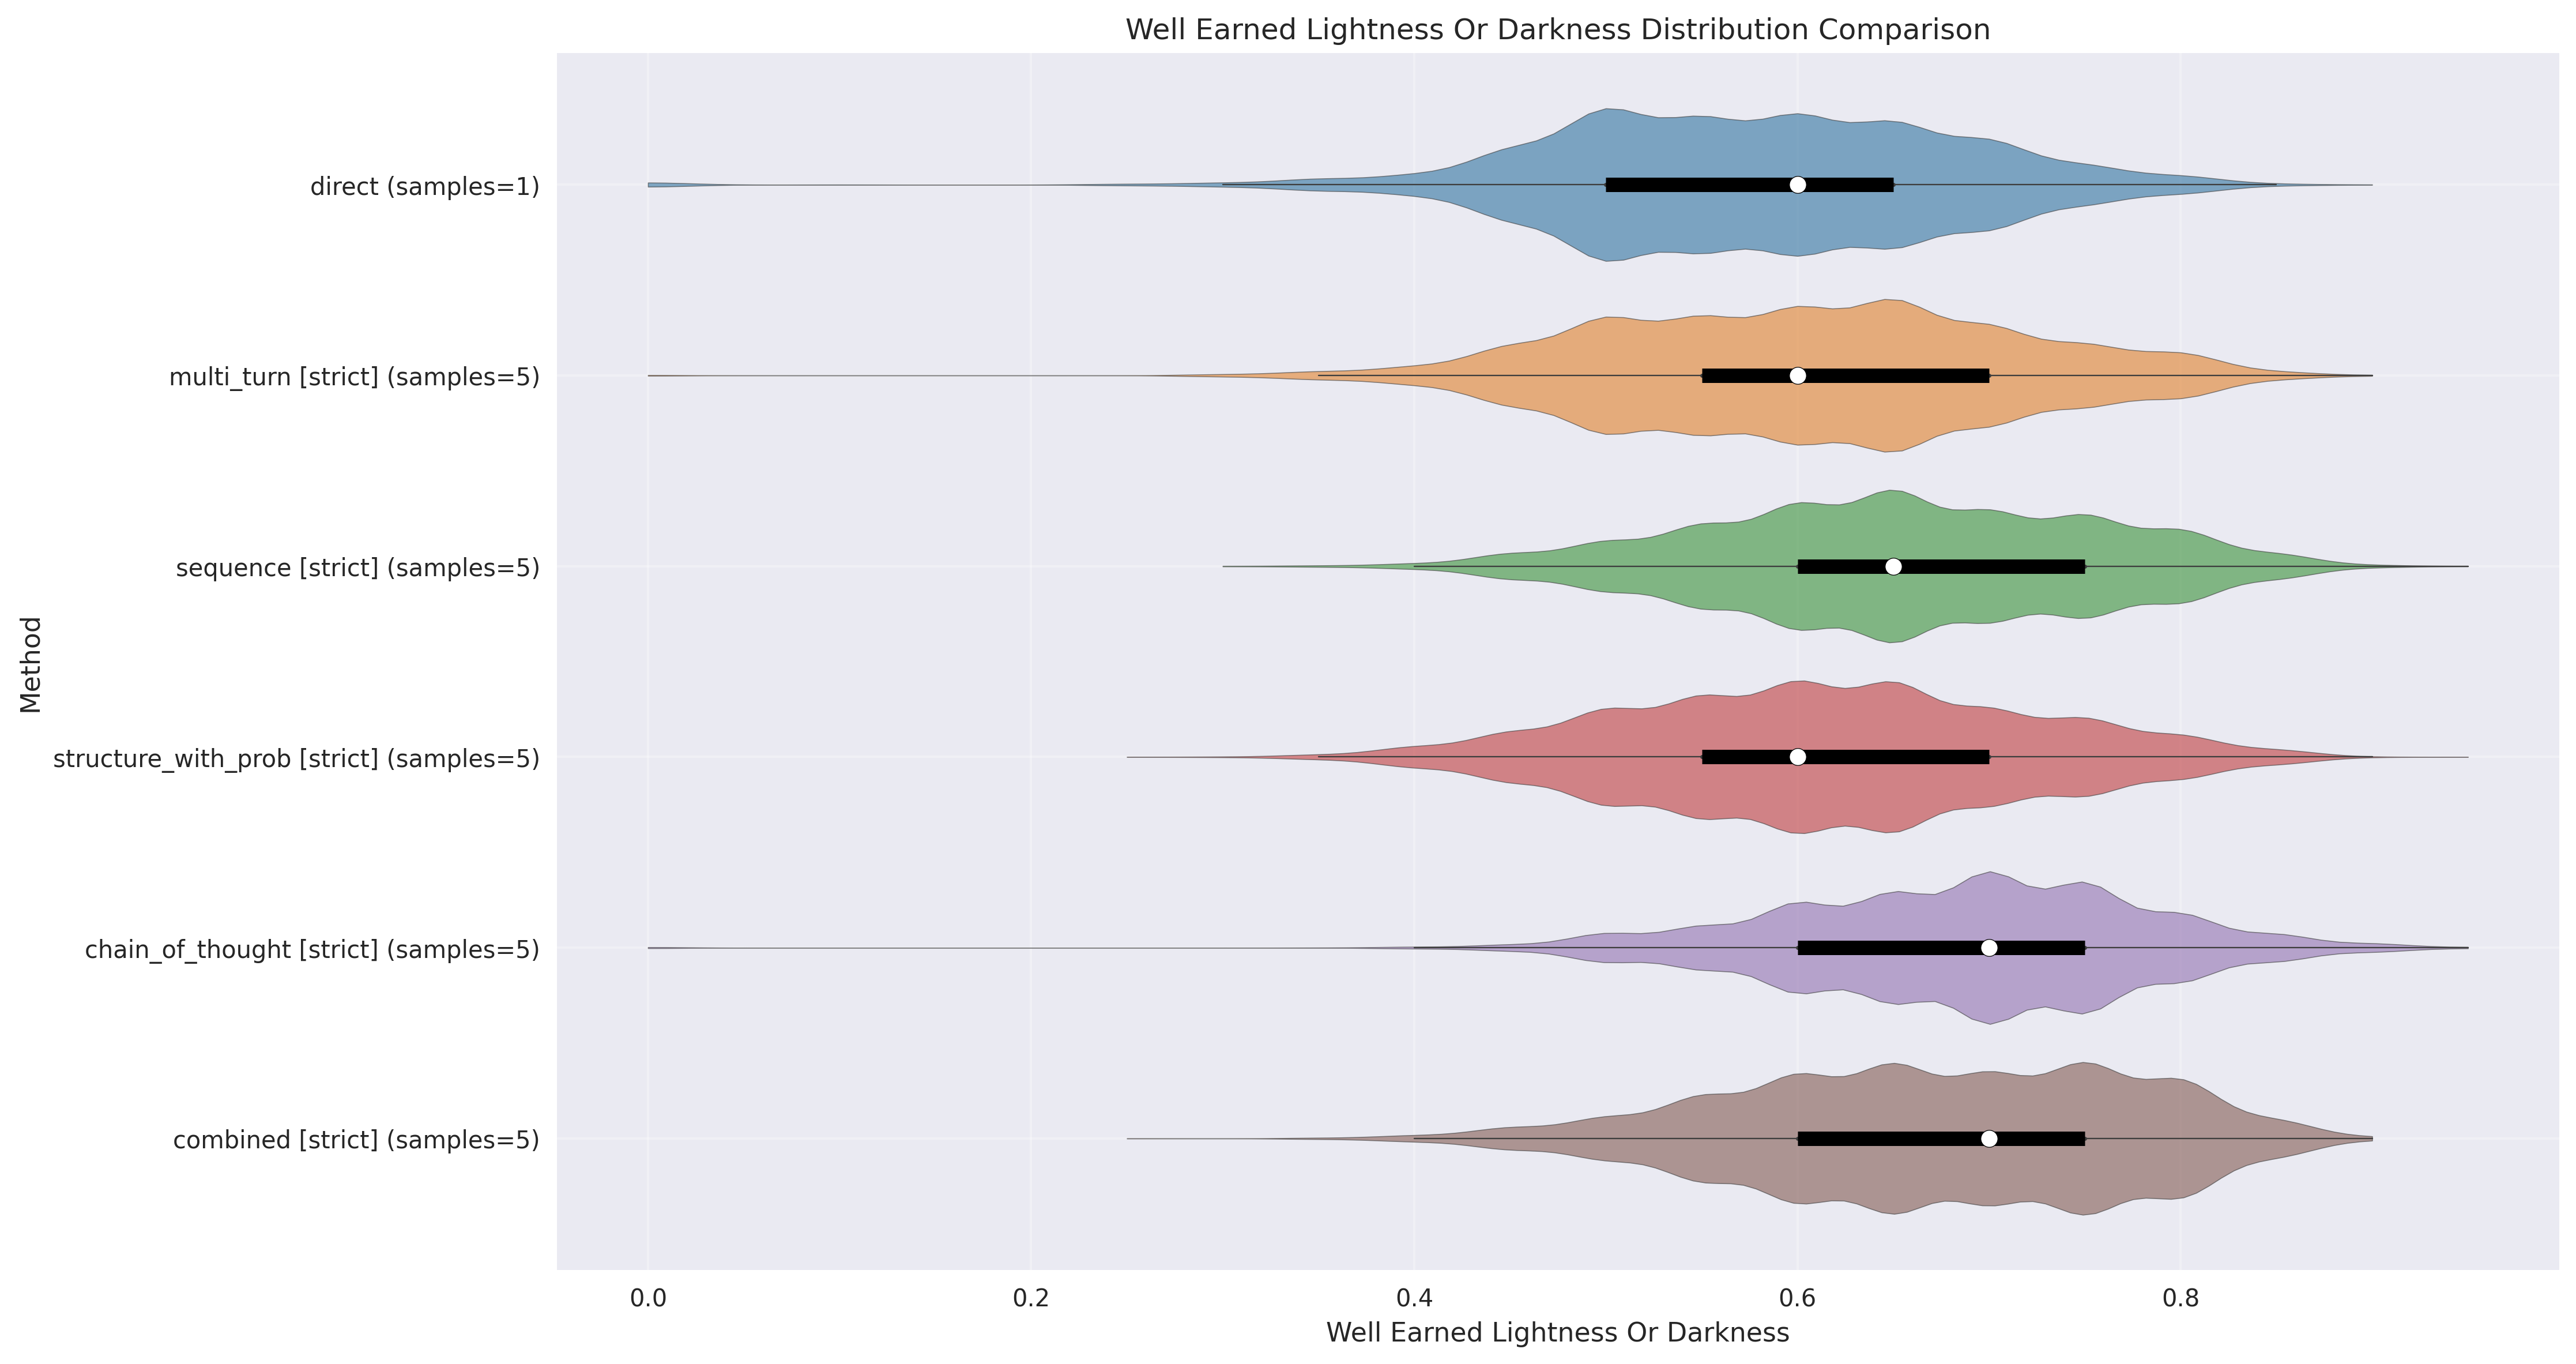 Well Earned Lightness Or Darkness Distribution Comparison
Method
direct (samples=1)
multi_turn [strict] (samples=5)
sequence [strict] (samples=5)
structure_with_prob [strict] (samples=5)
chain_of_thought [strict] (samples=5)
combined [strict] (samples=5)
0.0 0.2 0.4 0.6 0.8
Well Earned Lightness Or Darkness